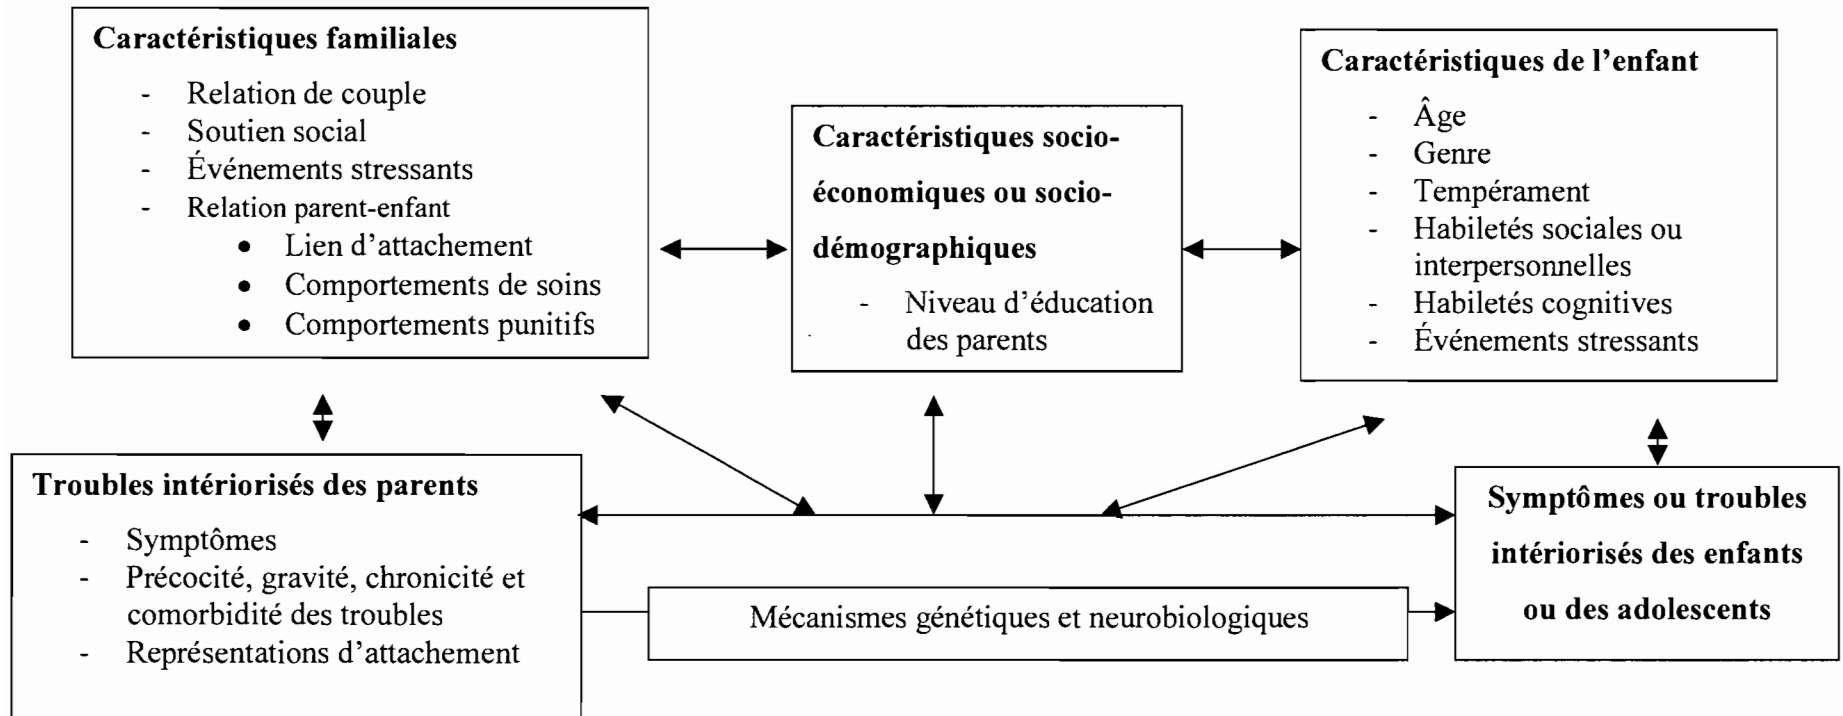 Caractéristiques familiales
- Relation de couple
- Soutien social
- Événements stressants
- Relation parent-enfant
• Lien d'attachement
• Comportements de soins
• Comportements punitifs
Caractéristiques socio-
économiques ou socio-
démographiques
- Niveau d'éducation
des parents
Caractéristiques de l'enfant
- Âge
- Genre
- Tempérament
- Habiletés sociales ou
interpersonnelles
- Habiletés cognitives
- Événements stressants
Troubles intériorisés des parents
- Symptômes
- Précocité, gravité, chronicité et
comorbidité des troubles
- Représentations d'attachement
Mécanismes génétiques et neurobiologiques
Symptômes ou troubles
intériorisés des enfants
ou des adolescents